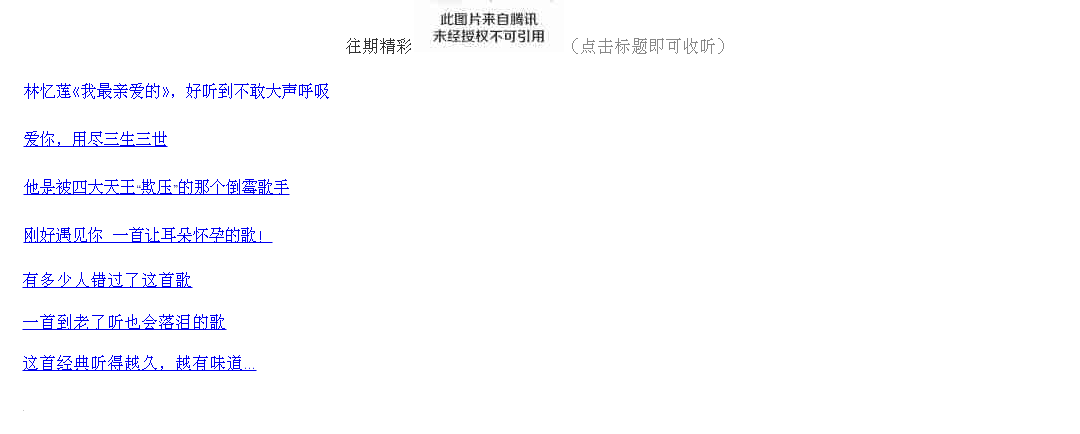 此图片来自腾讯
未经授权不可引用
往期精彩 （点击标题即可收听）
林忆莲《我最亲爱的》，好听到不敢大声呼吸
爱你，用尽三生三世
他是被四大天王“欺压”的那个倒霉歌手
刚好遇见你 一首让耳朵怀孕的歌！
有多少人错过了这首歌
一首到老了听也会落泪的歌
这首经典听得越久，越有味道...